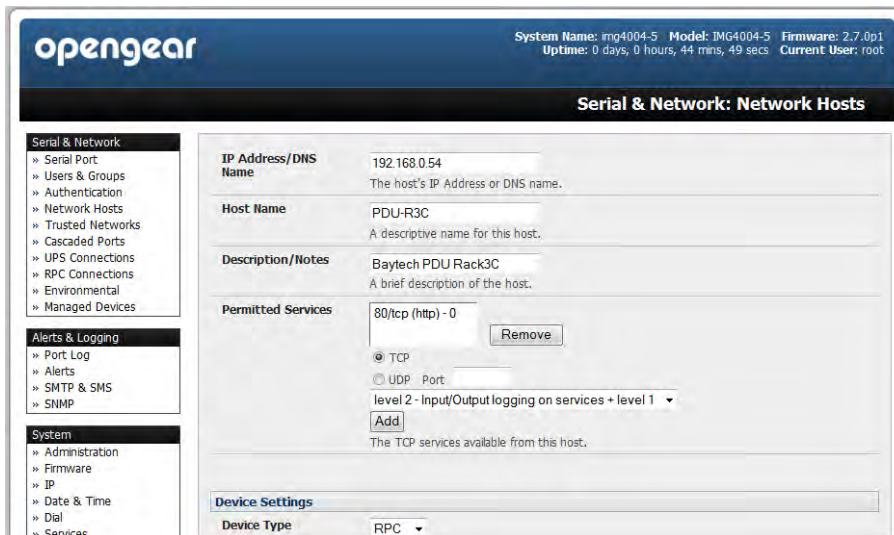 opengear
System Name: img4004-5 Model: IMG4004-5 Firmware: 2.7.0p1
Uptime: 0 days, 0 hours, 44 mins, 49 secs Current User: root
Serial & Network: Network Hosts
Serial & Network
» Serial Port
» Users & Groups
» Authentication
» Network Hosts
» Trusted Networks
» Cascaded Ports
» UPS Connections
» RPC Connections
» Environmental
» Managed Devices
Alerts & Logging
» Port Log
» Alerts
» SMTP & SMS
» SNMP
System
» Administration
» Firmware
» IP
» Date & Time
» Dial
» Services
IP Address/DNS Name
192.168.0.54
The host's IP Address or DNS name.
Host Name
PDU-R3C
A descriptive name for this host.
Description/Notes
Baytech PDU Rack3C
A brief description of the host.
Permitted Services
80/tcp (http) - 0
Remove
TCP
UDP Port
level 2 - Input/Output logging on services + level 1
Add
The TCP services available from this host.
Device Settings
Device Type
RPC